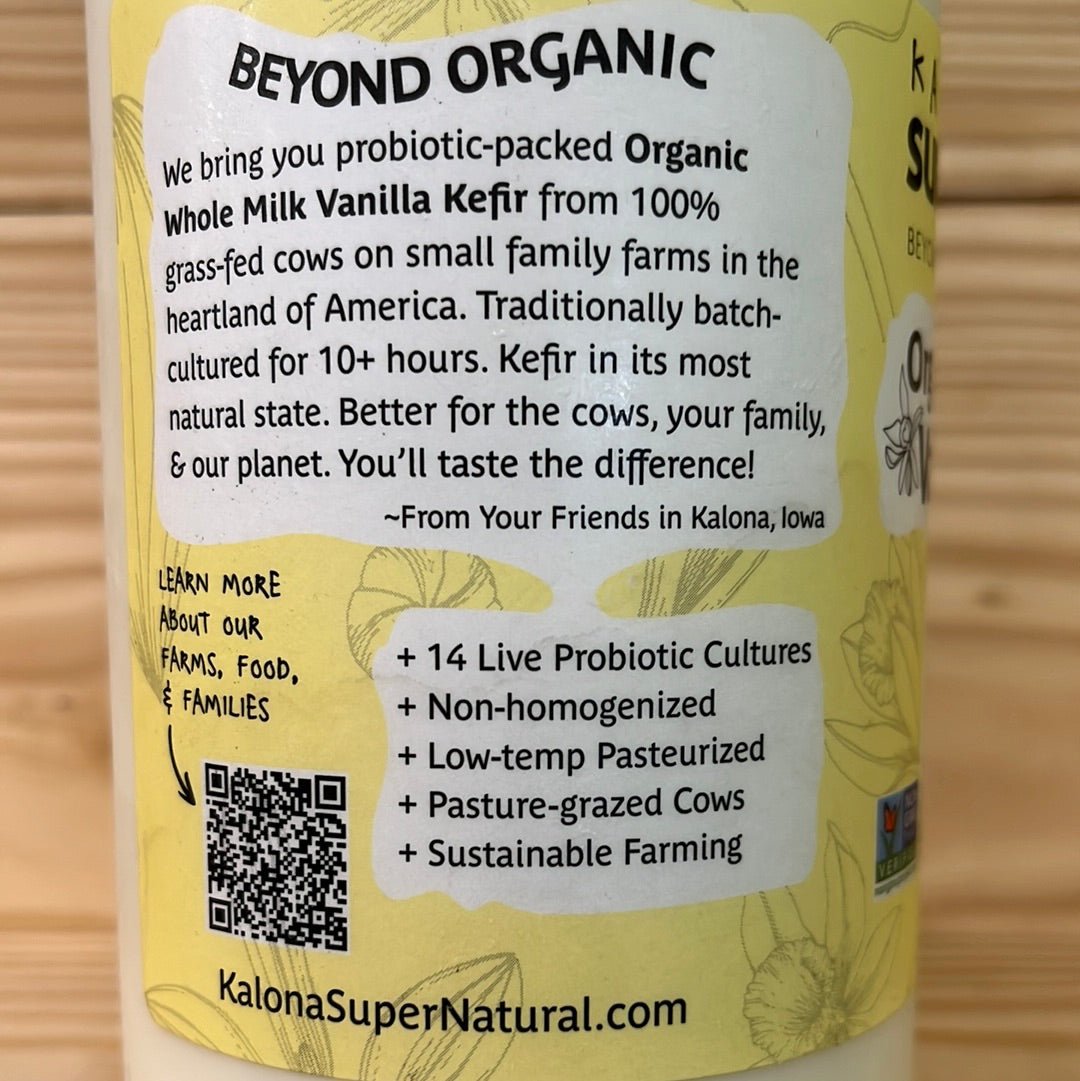 BEYOND ORGANIC
We bring you probiotic-packed Organic
Whole Milk Vanilla Kefir from 100%
grass-fed cows on small family farms in the
heartland of America. Traditionally batch-
cultured for 10+ hours. Kefir in its most
natural state. Better for the cows, your family,
& our planet. You'll taste the difference!
~From Your Friends in Kalona, Iowa
LEARN MORE
ABOUT OUR
FARMS, FOOD,
& FAMILIES
+ 14 Live Probiotic Cultures
+ Non-homogenized
+ Low-temp Pasteurized
+ Pasture-grazed Cows
+ Sustainable Farming
KalonaSuperNatural.com